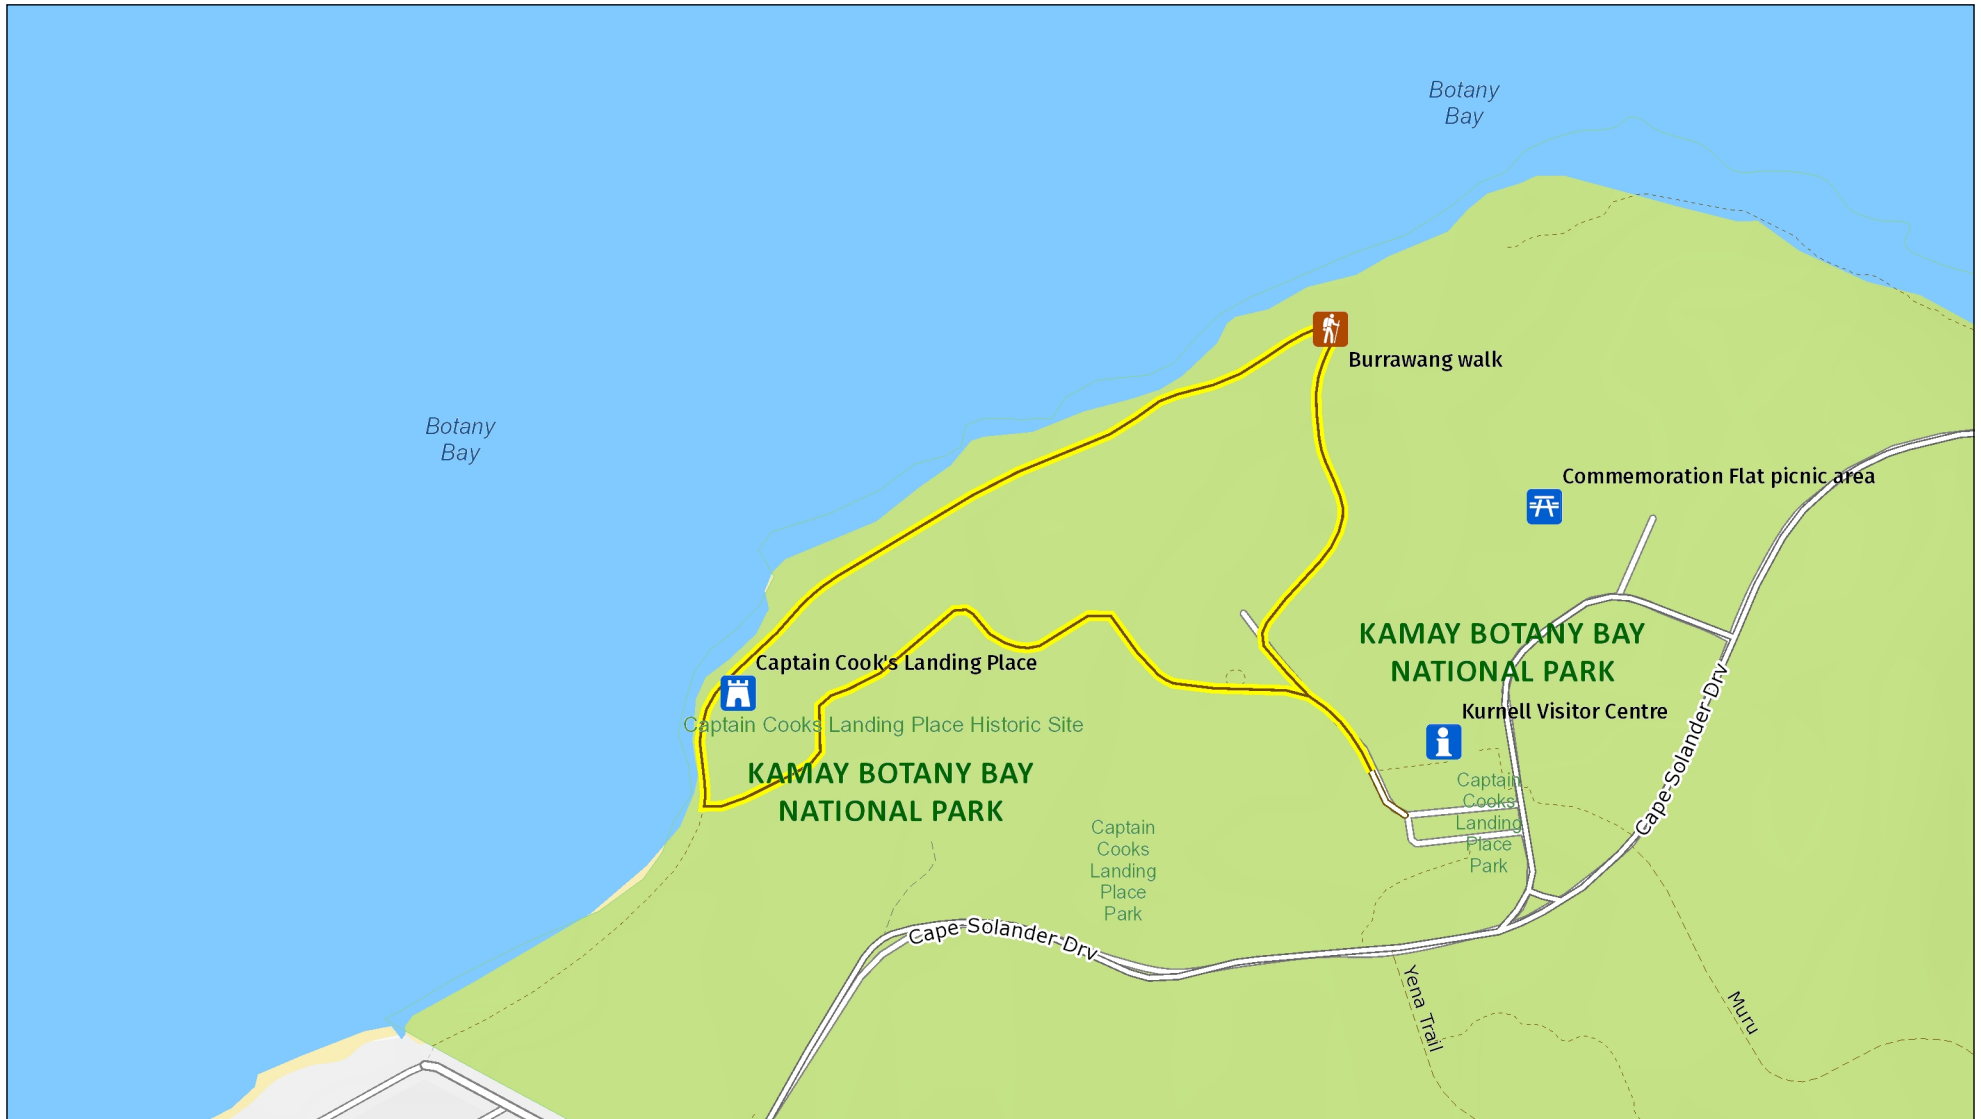 Botany
Bay
Burrawang walk
Botany
Bay
Commemoration Flat picnic area
KAMAY BOTANY BAY
NATIONAL PARK
Captain Cook's Landing Place
Kurnell Visitor Centre
Captain Cooks Landing Place Historic Site
KAMAY BOTANY BAY
NATIONAL PARK
Captain
Cooks
Landing
Place
Park
Cape-Solander-Drv
Captain
Cooks
Landing
Place
Park
Cape Solander-Drv
Yena Trail
Muru